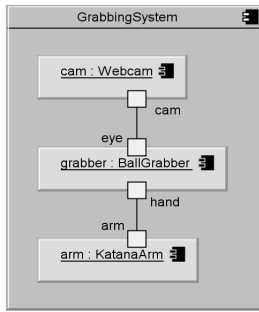 GrabbingSystem
cam : Webcam
cam
eye
grabber : BallGrabber
hand
arm
arm : KatanaArm